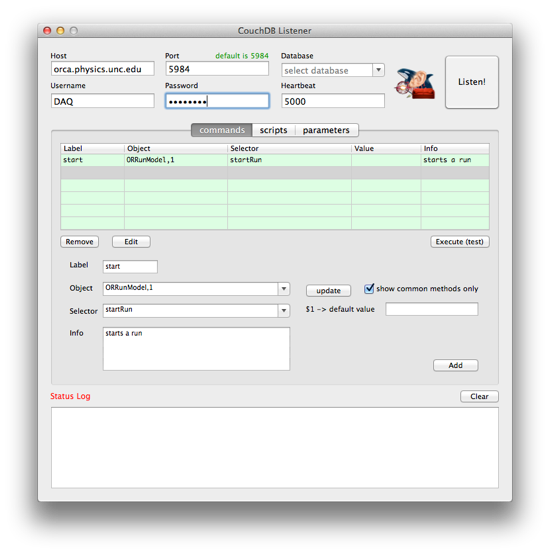 CouchDB Listener
Host Port default is 5984 Database
orca.physics.unc.edu 5984 select database
Listen!
Username Password Heartbeat
DAQ •••••••• 5000
commands scripts parameters
Label Object Selector Value Info
start ORRunModel,1 startRun starts a run
Remove Edit Execute (test)
Label start
Object ORRunModel,1 update show common methods only
Selector startRun $1 -> default value
Info starts a run
Add
Status Log Clear